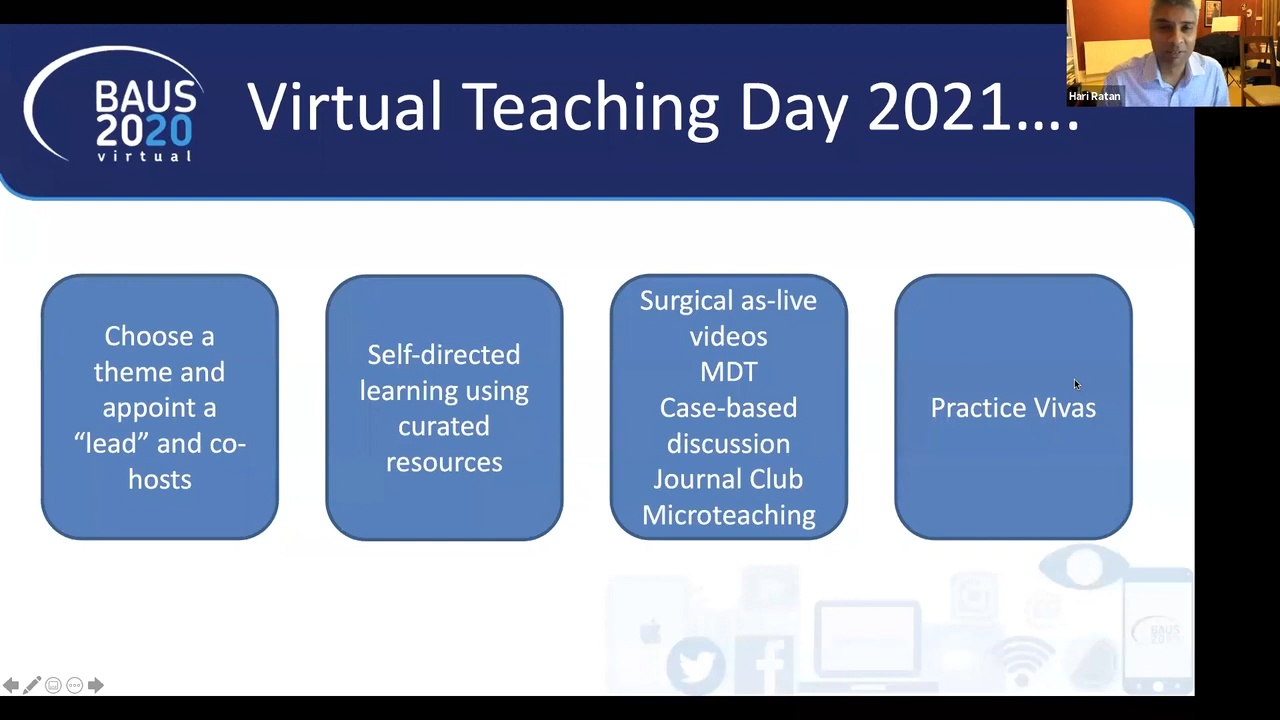 BAUS
2020
virtual
Virtual Teaching Day 2021….
Hari Ratan
Choose a
theme and
appoint a
“lead” and co-
hosts
Self-directed
learning using
curated
resources
Surgical as-live
videos
MDT
Case-based
discussion
Journal Club
Microteaching
Practice Vivas
BAUS